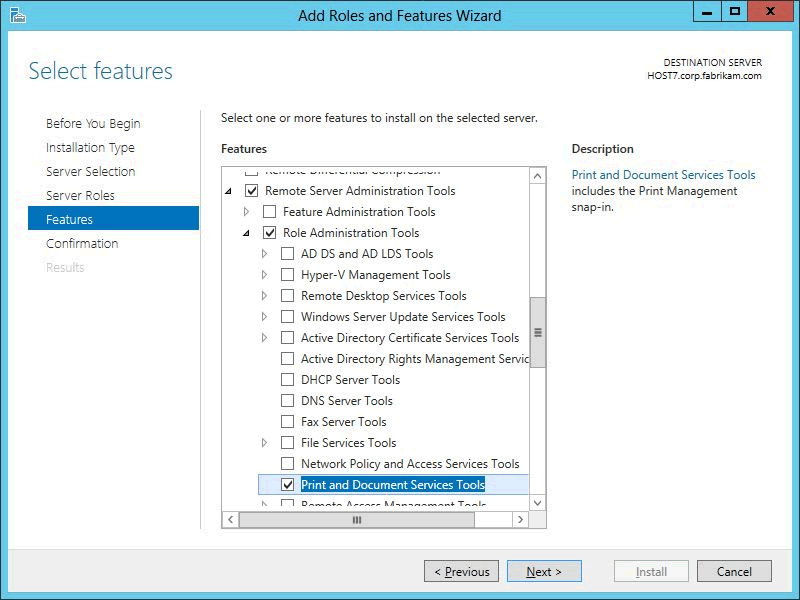 Add Roles and Features Wizard
Select features
DESTINATION SERVER
HOST7.corp.fabrikam.com
Before You Begin
Installation Type
Server Selection
Server Roles
Features
Confirmation
Results
Select one or more features to install on the selected server.
Features
Remote Differential Compression
Remote Server Administration Tools
Feature Administration Tools
Role Administration Tools
AD DS and AD LDS Tools
Hyper-V Management Tools
Remote Desktop Services Tools
Windows Server Update Services Tools
Active Directory Certificate Services Tools
Active Directory Rights Management Servic
DHCP Server Tools
DNS Server Tools
Fax Server Tools
File Services Tools
Network Policy and Access Services Tools
Print and Document Services Tools
Remote Access Management Tools
Description
Print and Document Services Tools
includes the Print Management
snap-in.
< Previous
Next >
Install
Cancel